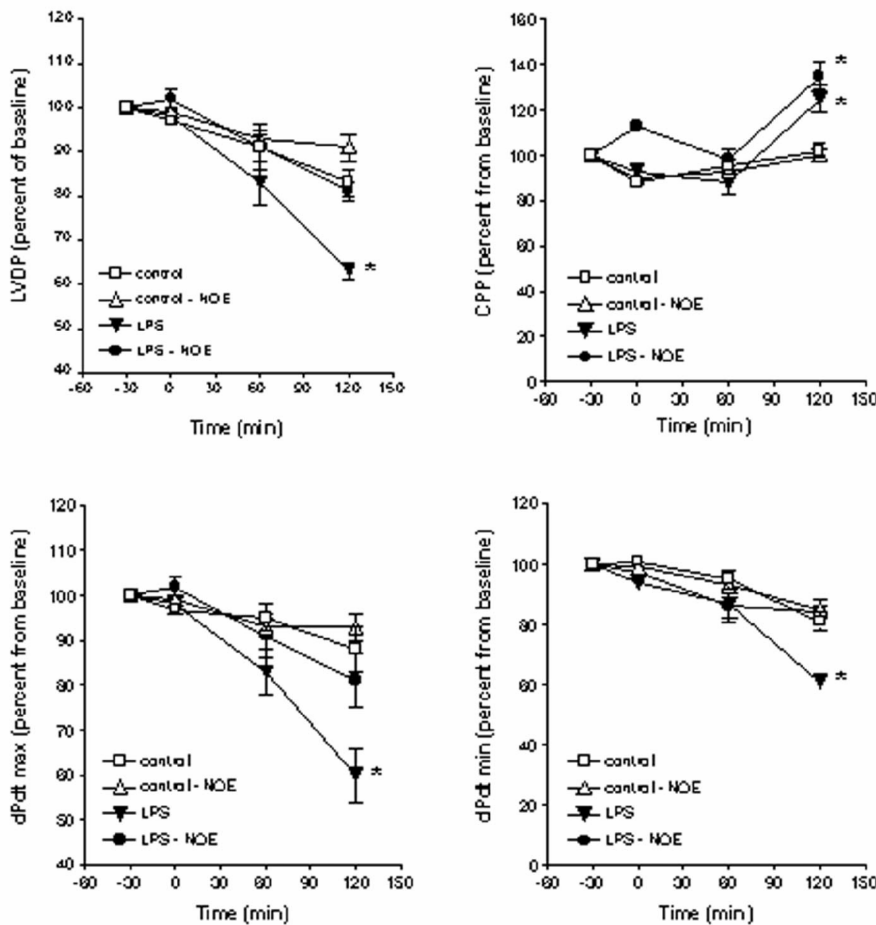 120
110
100
90
80
70
60
50
40
LVDP (percent of baseline)
control
control - NOE
LPS
LPS - NOE
*
-60 -30 0 30 60 90 120 150
Time (min)
160
140
120
100
80
60
40
20
0
CPP (percent from baseline)
*
*
control
control - NOE
LPS
LPS - NOE
-60 -30 0 30 60 90 120 150
Time (min)
120
110
100
90
80
70
60
50
40
dPdt max (percent from baseline)
control
control - NOE
LPS
LPS - NOE
*
-60 -30 0 30 60 90 120 150
Time (min)
120
100
80
60
40
20
0
dPdt min (percent from baseline)
*
control
control - NOE
LPS
LPS - NOE
-60 -30 0 30 60 90 120 150
Time (min)